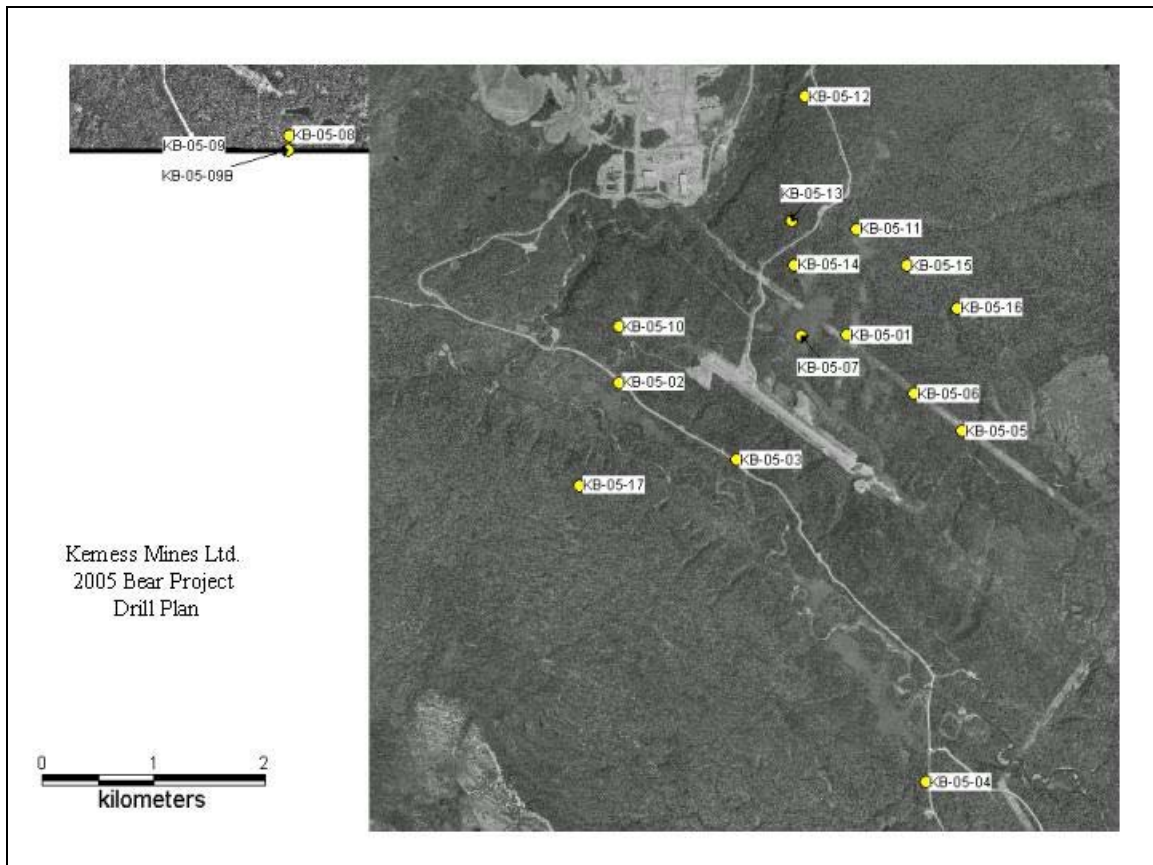 KB-05-12
KB-05-08
KB-05-09
KB-05-09B
KB-05-13
KB-05-11
KB-05-14
KB-05-15
KB-05-16
KB-05-10
KB-05-01
KB-05-07
KB-05-02
KB-05-06
KB-05-05
KB-05-03
KB-05-17
Kemess Mines Ltd.
2005 Bear Project
Drill Plan
0 1 2
kilometers
KB-05-04